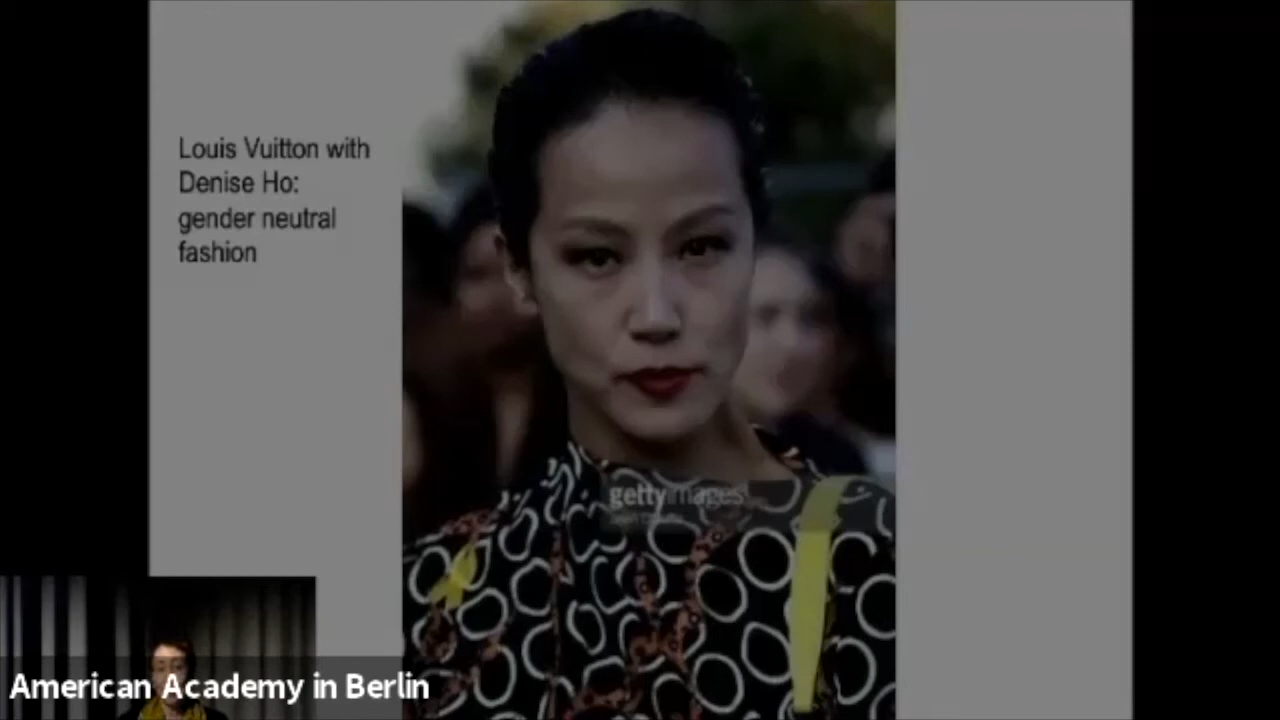 Louis Vuitton with
Denise Ho:
gender neutral
fashion
gettyimages
American Academy in Berlin